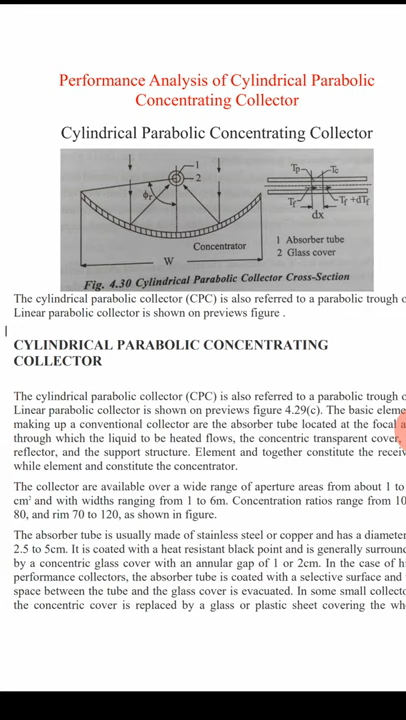 Performance Analysis of Cylindrical Parabolic
Concentrating Collector
Cylindrical Parabolic Concentrating Collector
1
2
ϕr
Concentrator
W
Tp
Tc
Tf
Tf +dTf
dx
1 Absorber tube
2 Glass cover
Fig. 4.30 Cylindrical Parabolic Collector Cross-Section
The cylindrical parabolic collector (CPC) is also referred to a parabolic trough
Linear parabolic collector is shown on previews figure .
CYLINDRICAL PARABOLIC CONCENTRATING
COLLECTOR
The cylindrical parabolic collector (CPC) is also referred to a parabolic trough
Linear parabolic collector is shown on previews figure 4.29(c). The basic eleme
making up a conventional collector are the absorber tube located at the focal a
through which the liquid to be heated flows, the concentric transparent cover,
reflector, and the support structure. Element and together constitute the receiv
while element and constitute the concentrator.
The collector are available over a wide range of aperture areas from about 1 to
cm² and with widths ranging from 1 to 6m. Concentration ratios range from 10
80, and rim 70 to 120, as shown in figure.
The absorber tube is usually made of stainless steel or copper and has a diameter
2.5 to 5cm. It is coated with a heat resistant black point and is generally surroun
by a concentric glass cover with an annular gap of 1 or 2cm. In the case of h
performance collectors, the absorber tube is coated with a selective surface and
space between the tube and the glass cover is evacuated. In some small collecto
the concentric cover is replaced by a glass or plastic sheet covering the wh